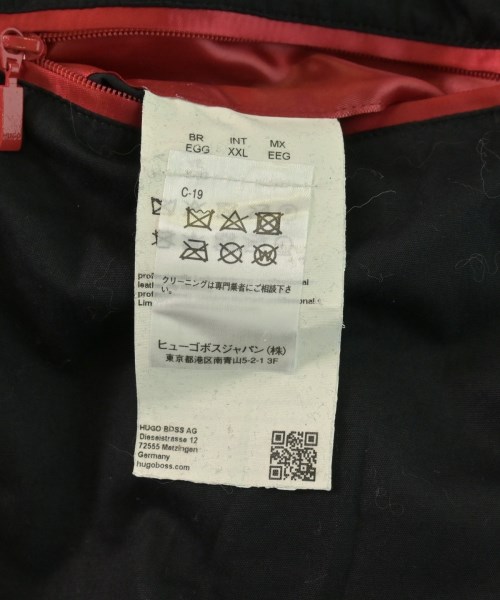 BR INT MX
EGG XXL EEG
C-19
クリーニングは専門業者にご相談下さ
い。
ヒューゴボスジャパン(株)
東京都港区南青山5-2-1 3F
HUGO BOSS AG
Dieselstrasse 12
72555 Metzingen
Germany
hugoboss.com